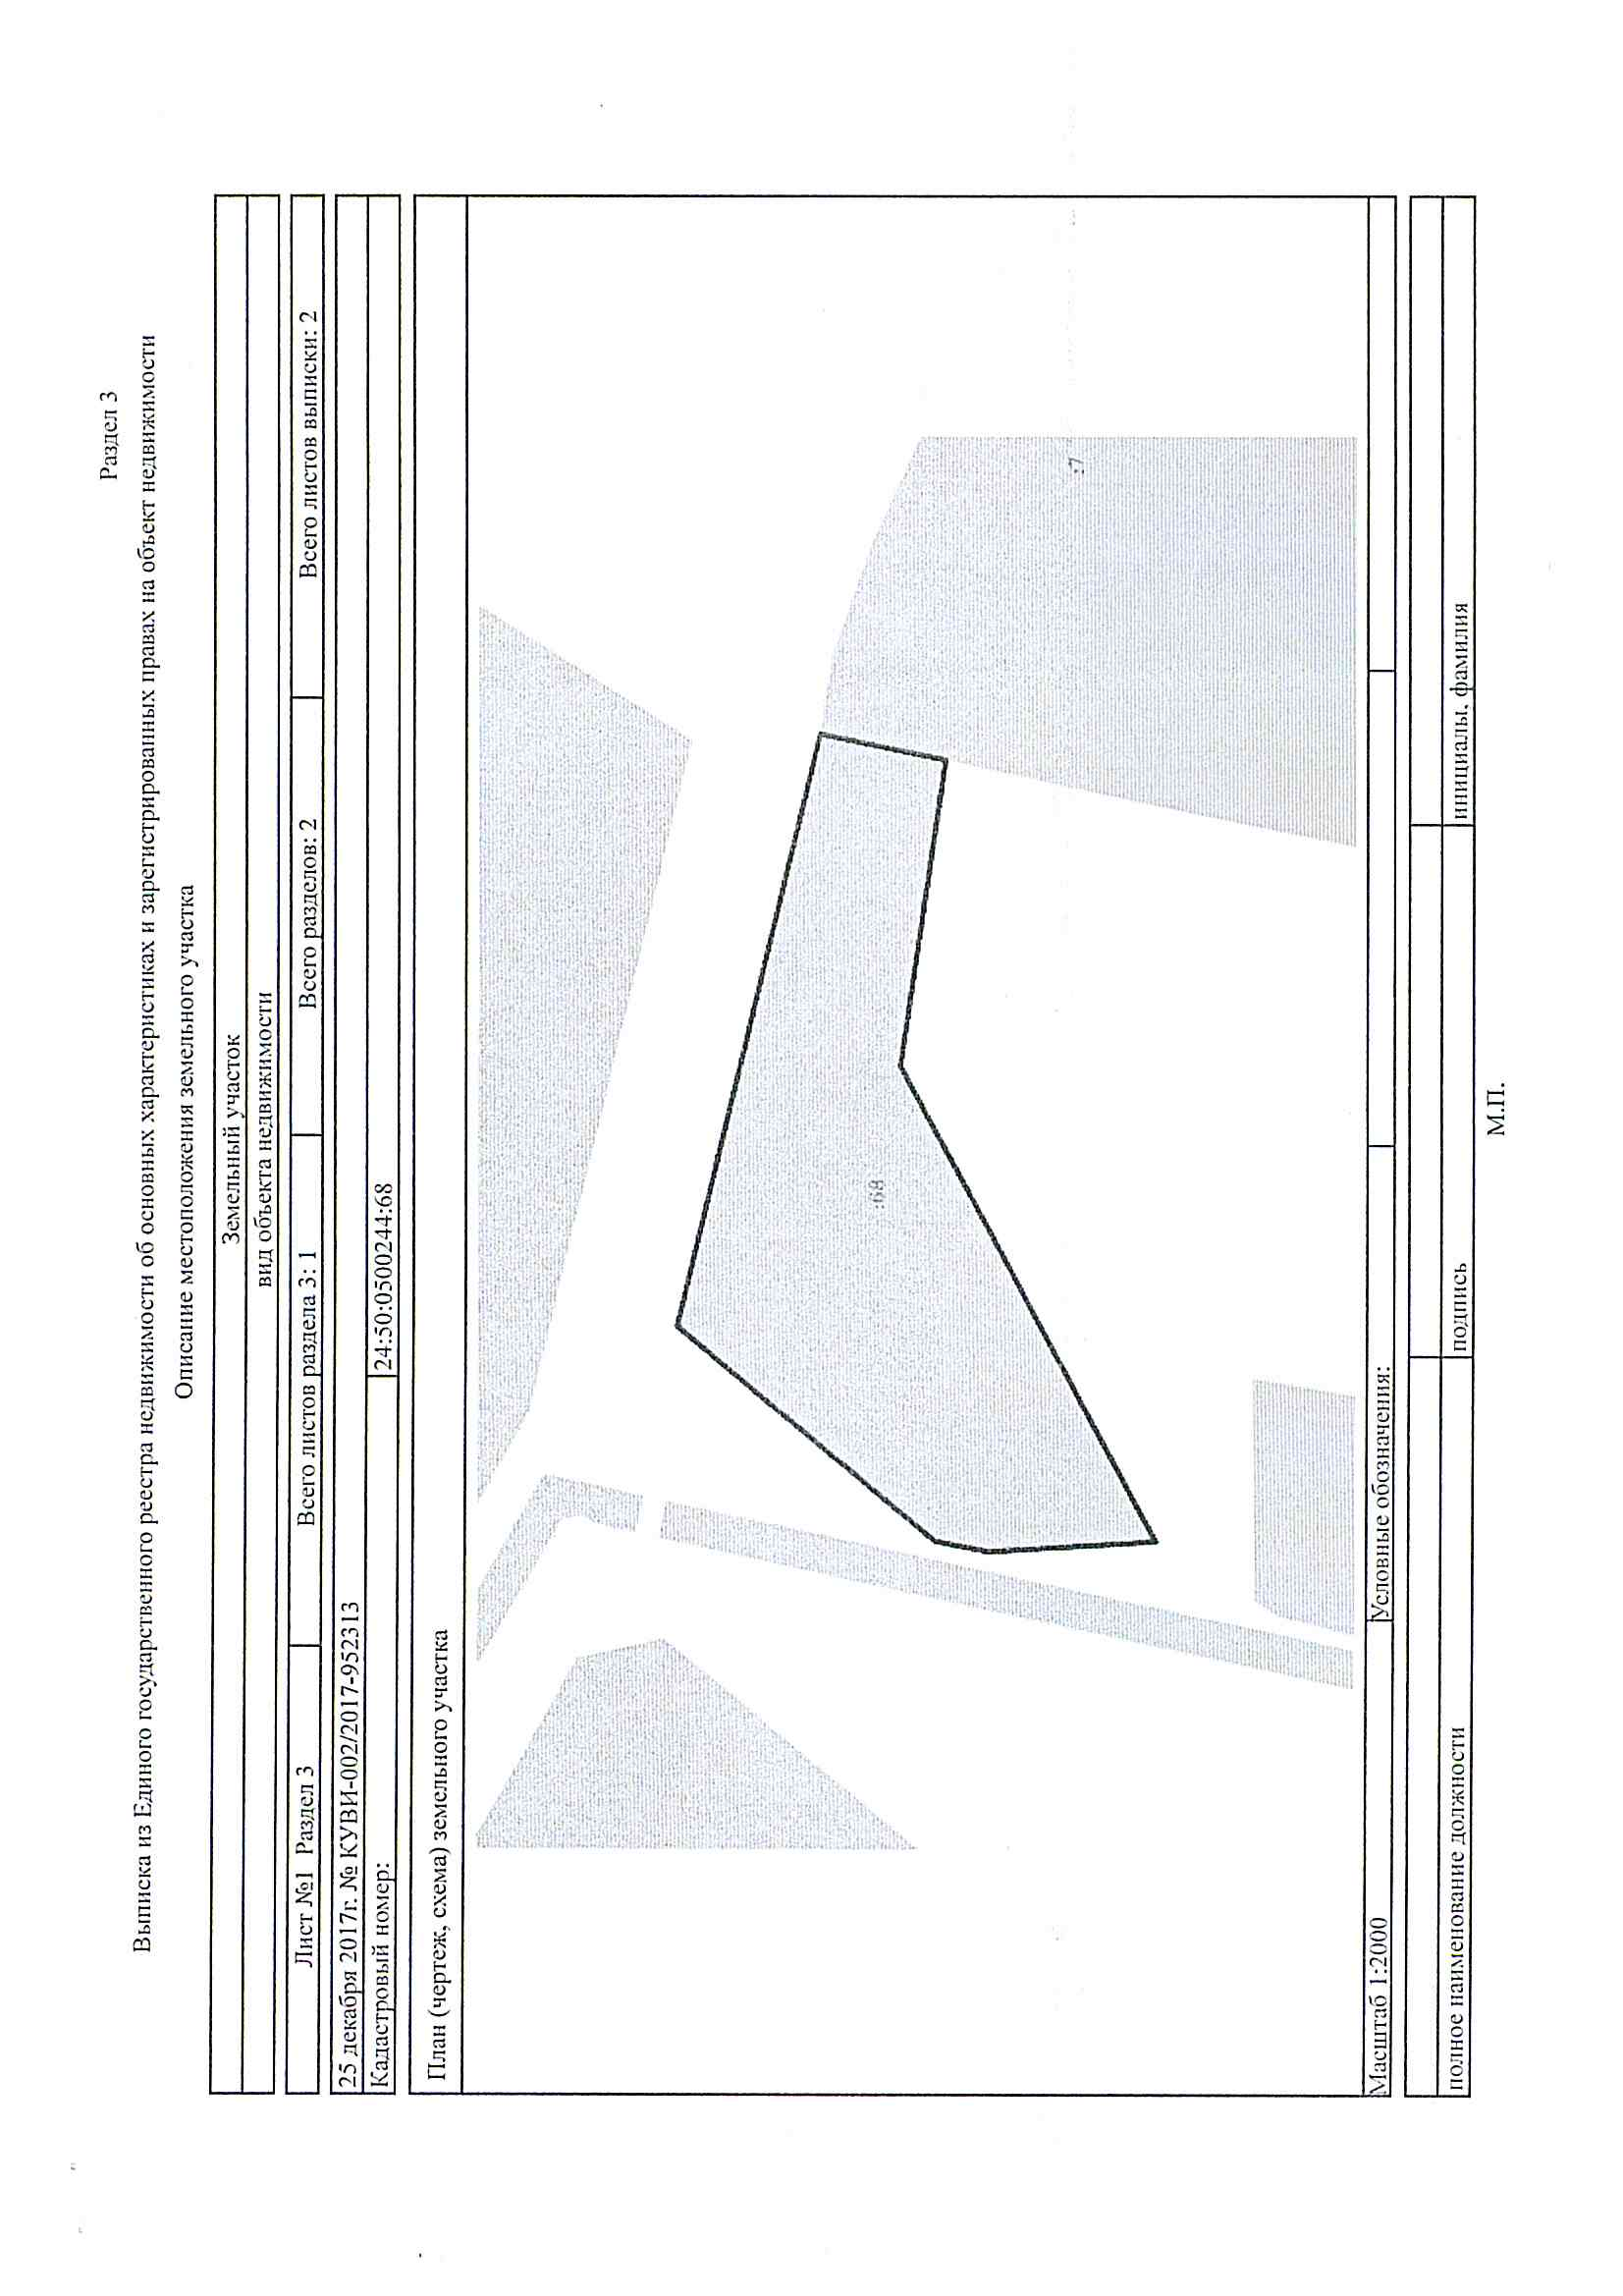 Раздел 3
Выписка из Единого государственного реестра недвижимости об основных характеристиках и зарегистрированных правах на объект недвижимости
Описание местоположения земельного участка
Земельный участок
вид объекта недвижимости
Лист №1 Раздел 3 Всего листов раздела 3: 1 Всего разделов: 2 Всего листов выписки: 2
25 декабря 2017г. № КУВИ-002/2017-952313
Кадастровый номер: 24:50:0500244:68
План (чертеж, схема) земельного участка
:68
:7
Масштаб 1:2000 Условные обозначения:
полное наименование должности подпись инициалы, фамилия
М.П.